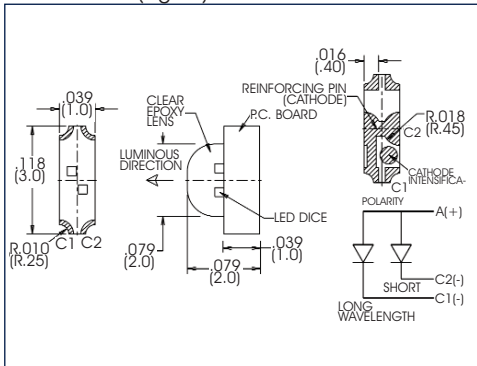 .039
(1.0)
.118
(3.0)
R.010
(R.25)
C1 C2
CLEAR
EPOXY
LENS
P.C. BOARD
LUMINOUS
DIRECTION
LED DICE
.079
(2.0)
.039
(1.0)
.079
(2.0)
.016
(.40)
REINFORCING PIN
(CATHODE)
C2
R.018
(R.45)
CATHODE
INTENSIFICA-
C1
POLARITY
A(+)
C2(-)
SHORT
C1(-)
LONG
WAVELENGTH